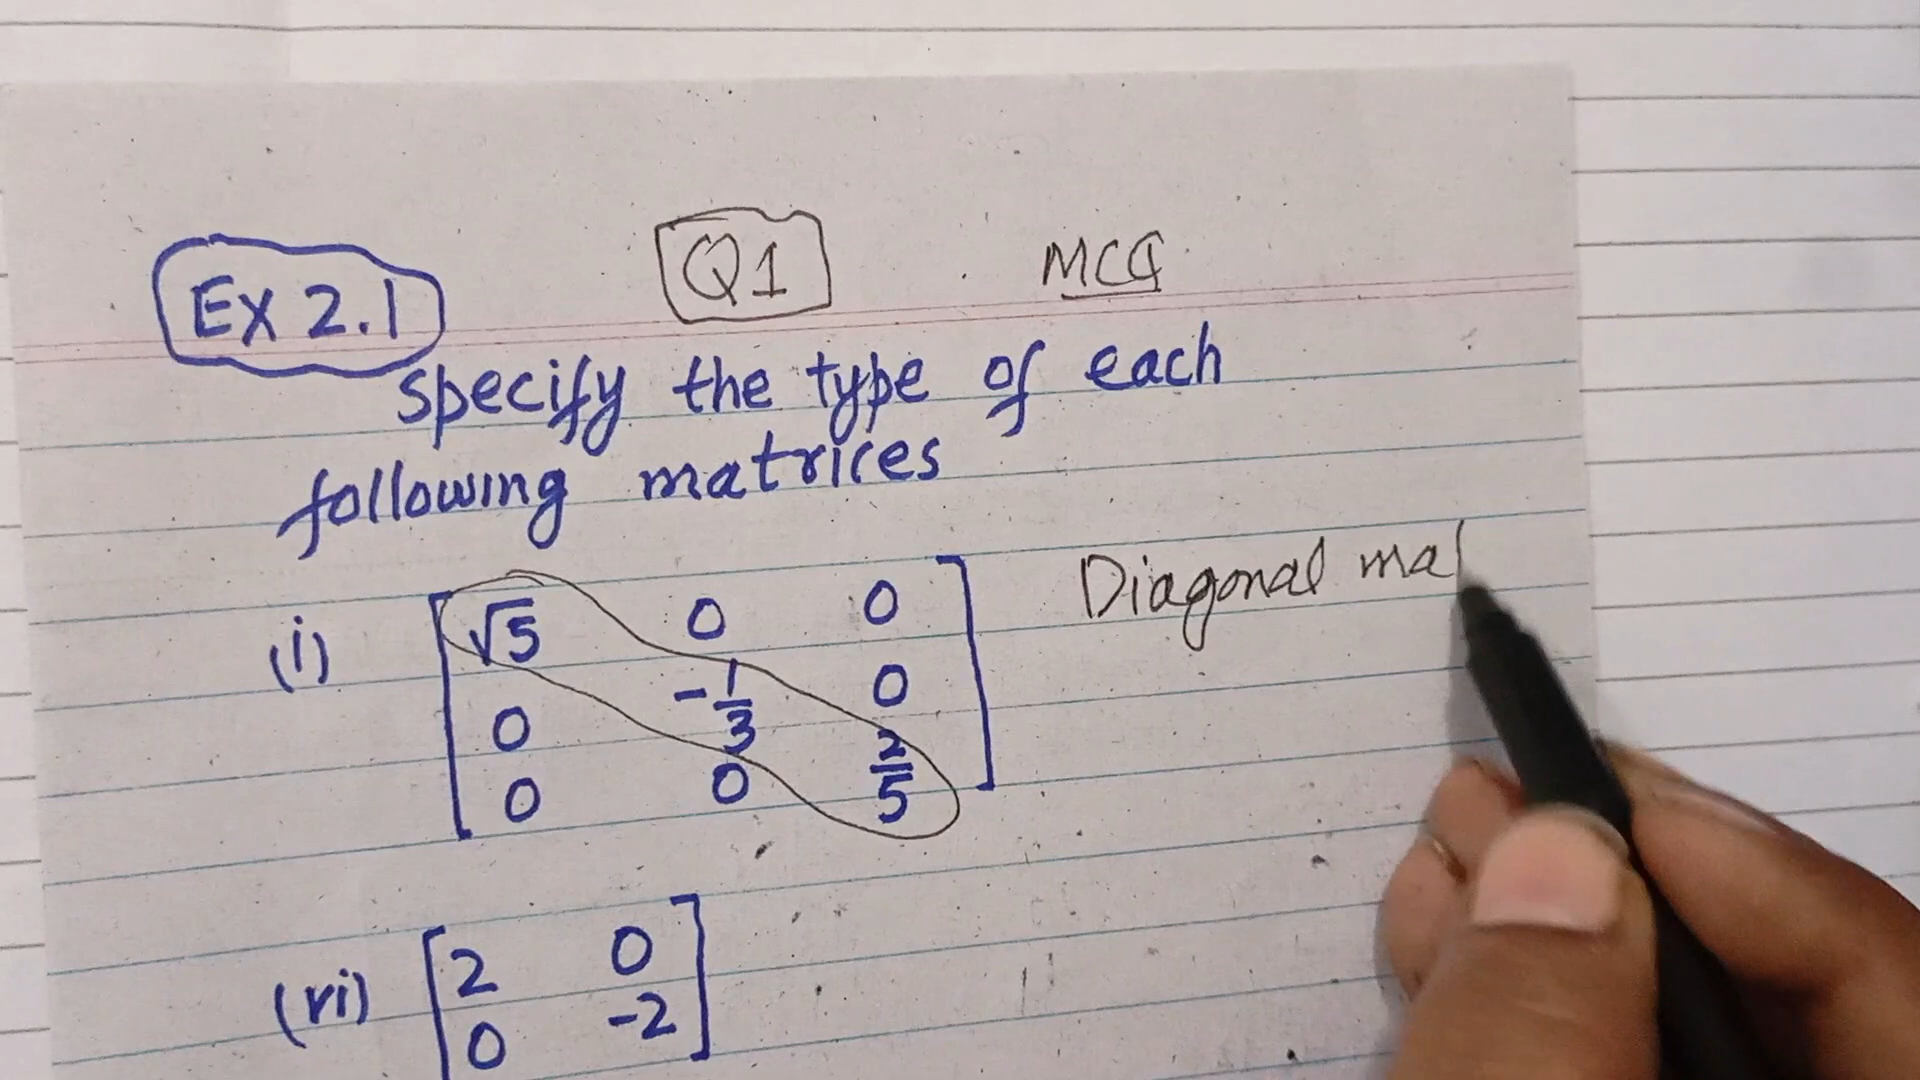 Ex 2.1 Q1 MCQ
specify the type of each
following matrices
(i) √5 0 0 Diagonal mat
0 -1/3 0
0 0 2/5
(vi) 2 0
0 -2